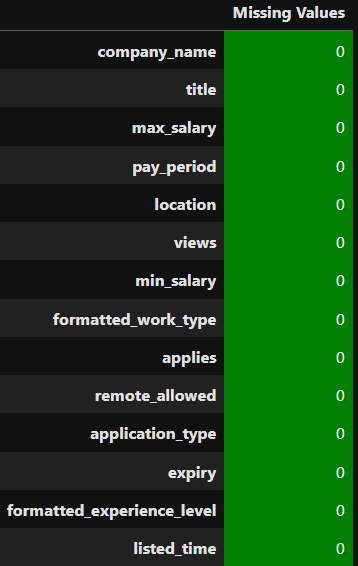 Missing Values
company_name 0
title 0
max_salary 0
pay_period 0
location 0
views 0
min_salary 0
formatted_work_type 0
applies 0
remote_allowed 0
application_type 0
expiry 0
formatted_experience_level 0
listed_time 0